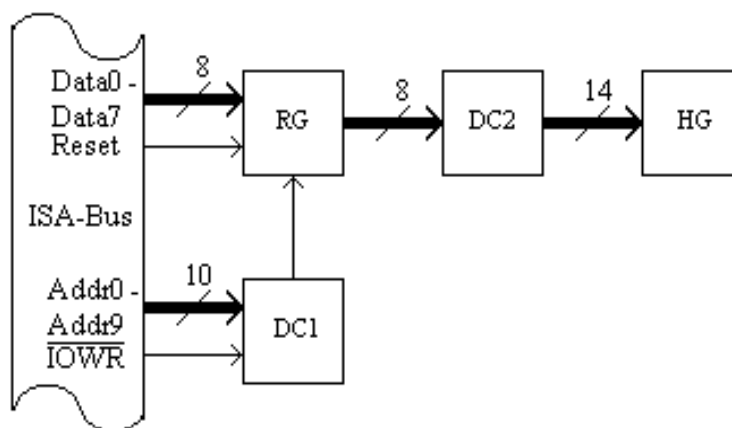 Data0 -
Data7
Reset
ISA-Bus
Addr0 -
Addr9
IOWR
8
RG
8
DC2
14
HG
10
DC1